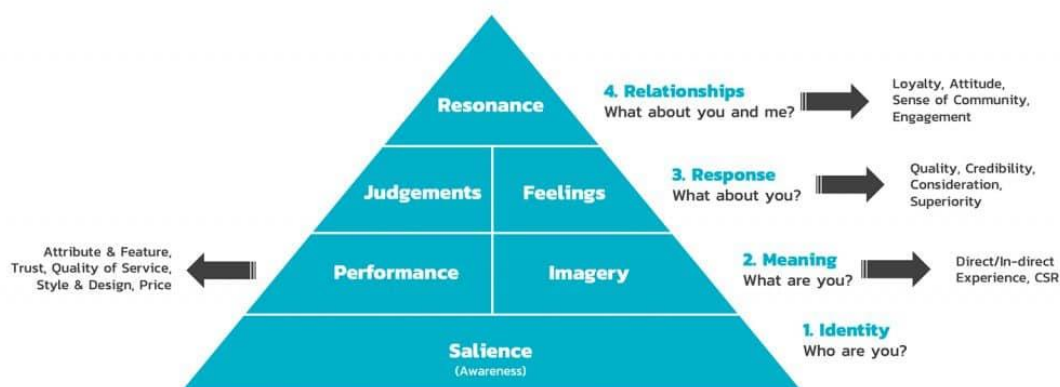 Resonance
4. Relationships
What about you and me?
Loyalty, Attitude,
Sense of Community,
Engagement
Judgements
Feelings
3. Response
What about you?
Quality, Credibility,
Consideration,
Superiority
Attribute & Feature,
Trust, Quality of Service,
Style & Design, Price
Performance
Imagery
2. Meaning
What are you?
Direct/In-direct
Experience, CSR
Salience
(Awareness)
1. Identity
Who are you?